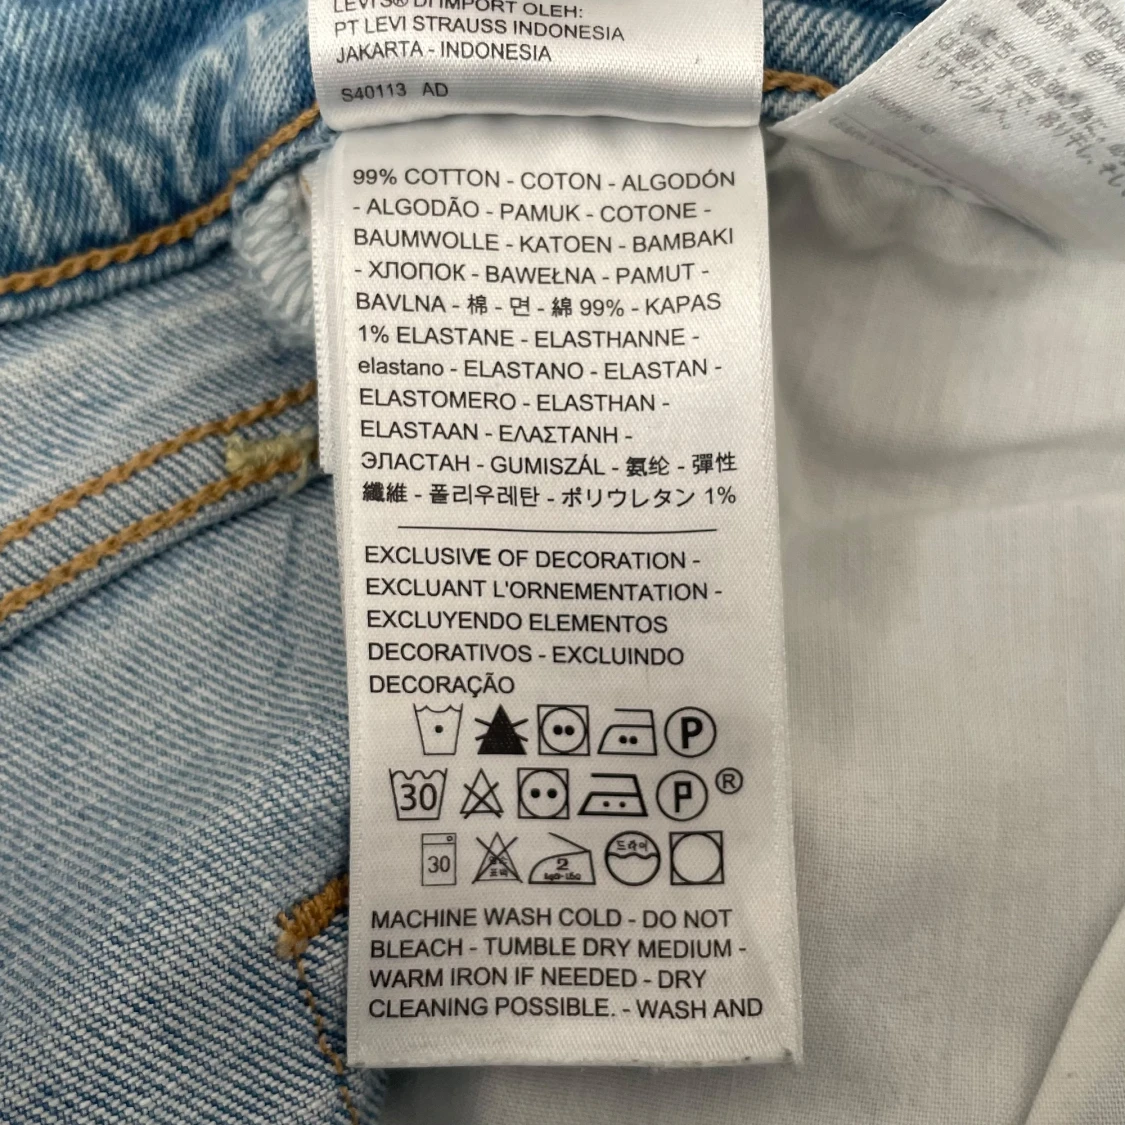 LEVI'S® DI IMPORT OLEH:
PT LEVI STRAUSS INDONESIA
JAKARTA - INDONESIA
S40113 AD
99% COTTON - COTON - ALGODÓN
- ALGODÃO - PAMUK - COTONE -
BAUMWOLLE - KATOEN - BAMBAKI
- ХЛОПОК - BAWEŁNA - PAMUT -
BAVLNA - 棉 - 면 - 綿 99% - KAPAS
1% ELASTANE - ELASTHANNE -
elastano - ELASTANO - ELASTAN -
ELASTOMERO - ELASTHAN -
ELASTAAN - ΕΛΑΣΤΑΝΗ -
ЭЛАСТАН - GUMISZÁL - 氨纶 - 彈性
纖維 - 폴리우레탄 - ポリウレタン 1%
EXCLUSIVE OF DECORATION -
EXCLUANT L'ORNEMENTATION -
EXCLUYENDO ELEMENTOS
DECORATIVOS - EXCLUINDO
DECORAÇÃO
P
30 P ®
30 2 드라이
MACHINE WASH COLD - DO NOT
BLEACH - TUMBLE DRY MEDIUM -
WARM IRON IF NEEDED - DRY
CLEANING POSSIBLE. - WASH AND